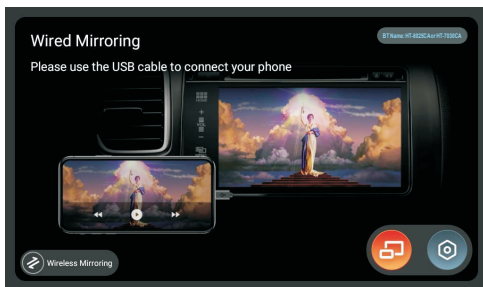 Wired Mirroring
BT Name: HT-8028CA or HT-7030CA
Please use the USB cable to connect your phone
Wireless Mirroring